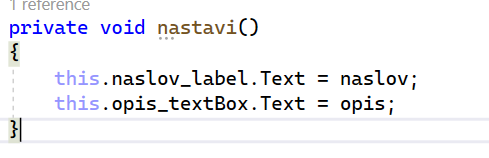 1 reference
private void nastavi()
{
this.naslov_label.Text = naslov;
this.opis_textBox.Text = opis;
}